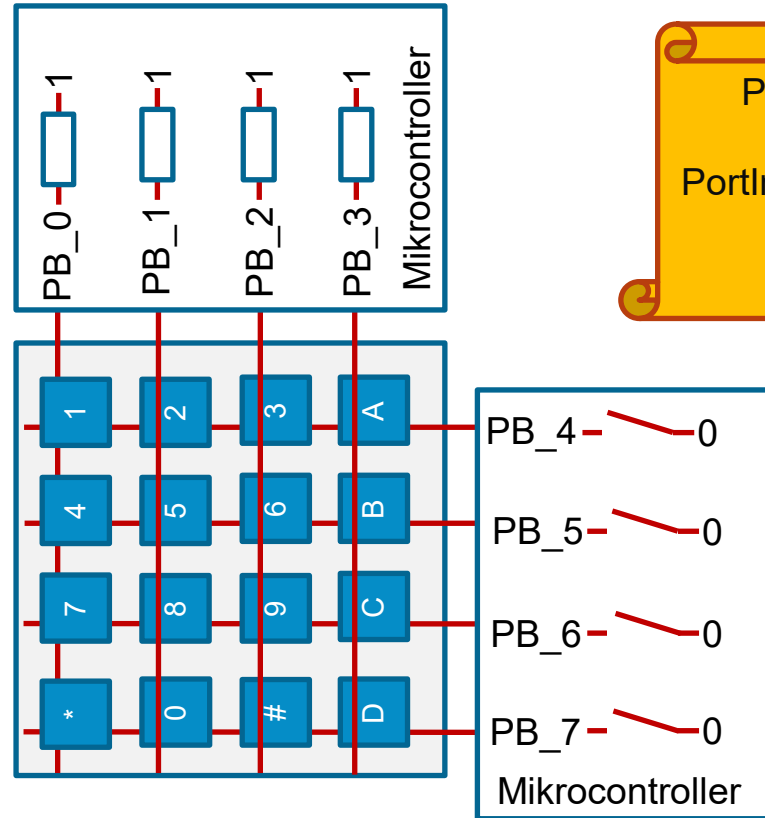 1 1 1 1
PB_0 PB_1 PB_2 PB_3
Mikrocontroller
P
PortIn
1 2 3 A
4 5 6 B
7 8 9 C
* 0 # D
PB_4 0
PB_5 0
PB_6 0
PB_7 0
Mikrocontroller